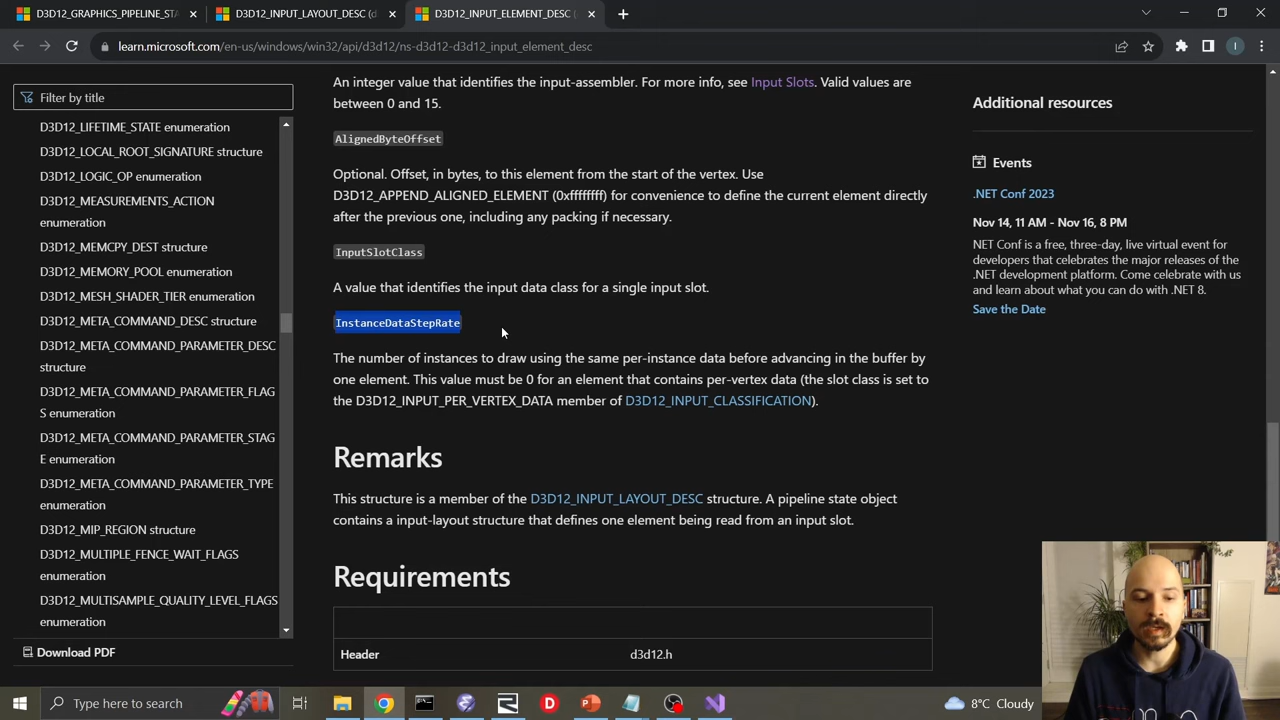 D3D12_GRAPHICS_PIPELINE_STA
D3D12_INPUT_LAYOUT_DESC (d
D3D12_INPUT_ELEMENT_DESC (
learn.microsoft.com/en-us/windows/win32/api/d3d12/ns-d3d12-d3d12_input_element_desc
I
Filter by title
D3D12_LIFETIME_STATE enumeration
D3D12_LOCAL_ROOT_SIGNATURE structure
D3D12_LOGIC_OP enumeration
D3D12_MEASUREMENTS_ACTION
enumeration
D3D12_MEMCPY_DEST structure
D3D12_MEMORY_POOL enumeration
D3D12_MESH_SHADER_TIER enumeration
D3D12_META_COMMAND_DESC structure
D3D12_META_COMMAND_PARAMETER_DESC
structure
D3D12_META_COMMAND_PARAMETER_FLAG
S enumeration
D3D12_META_COMMAND_PARAMETER_STAG
E enumeration
D3D12_META_COMMAND_PARAMETER_TYPE
enumeration
D3D12_MIP_REGION structure
D3D12_MULTIPLE_FENCE_WAIT_FLAGS
enumeration
D3D12_MULTISAMPLE_QUALITY_LEVEL_FLAGS
enumeration
Download PDF
An integer value that identifies the input-assembler. For more info, see Input Slots. Valid values are
between 0 and 15.
AlignedByteOffset
Optional. Offset, in bytes, to this element from the start of the vertex. Use
D3D12_APPEND_ALIGNED_ELEMENT (0xffffffff) for convenience to define the current element directly
after the previous one, including any packing if necessary.
InputSlotClass
A value that identifies the input data class for a single input slot.
InstanceDataStepRate
The number of instances to draw using the same per-instance data before advancing in the buffer by
one element. This value must be 0 for an element that contains per-vertex data (the slot class is set to
the D3D12_INPUT_PER_VERTEX_DATA member of D3D12_INPUT_CLASSIFICATION).
Remarks
This structure is a member of the D3D12_INPUT_LAYOUT_DESC structure. A pipeline state object
contains a input-layout structure that defines one element being read from an input slot.
Requirements
Header d3d12.h
Additional resources
Events
.NET Conf 2023
Nov 14, 11 AM - Nov 16, 8 PM
.NET Conf is a free, three-day, live virtual event for
developers that celebrates the major releases of the
.NET development platform. Come celebrate with us
and learn about what you can do with .NET 8.
Save the Date
Type here to search
8°C Cloudy